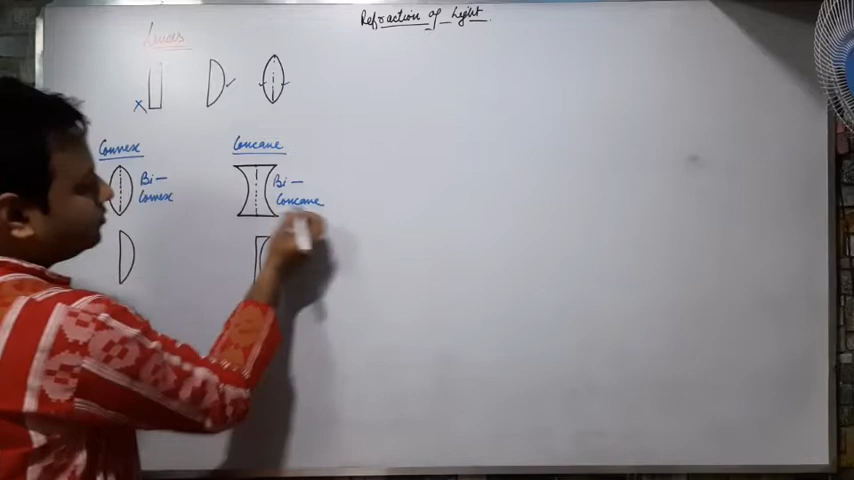 Refraction of Light
Lenses
x
Convex
Concave
Bi-
Convex
Bi-
Concave